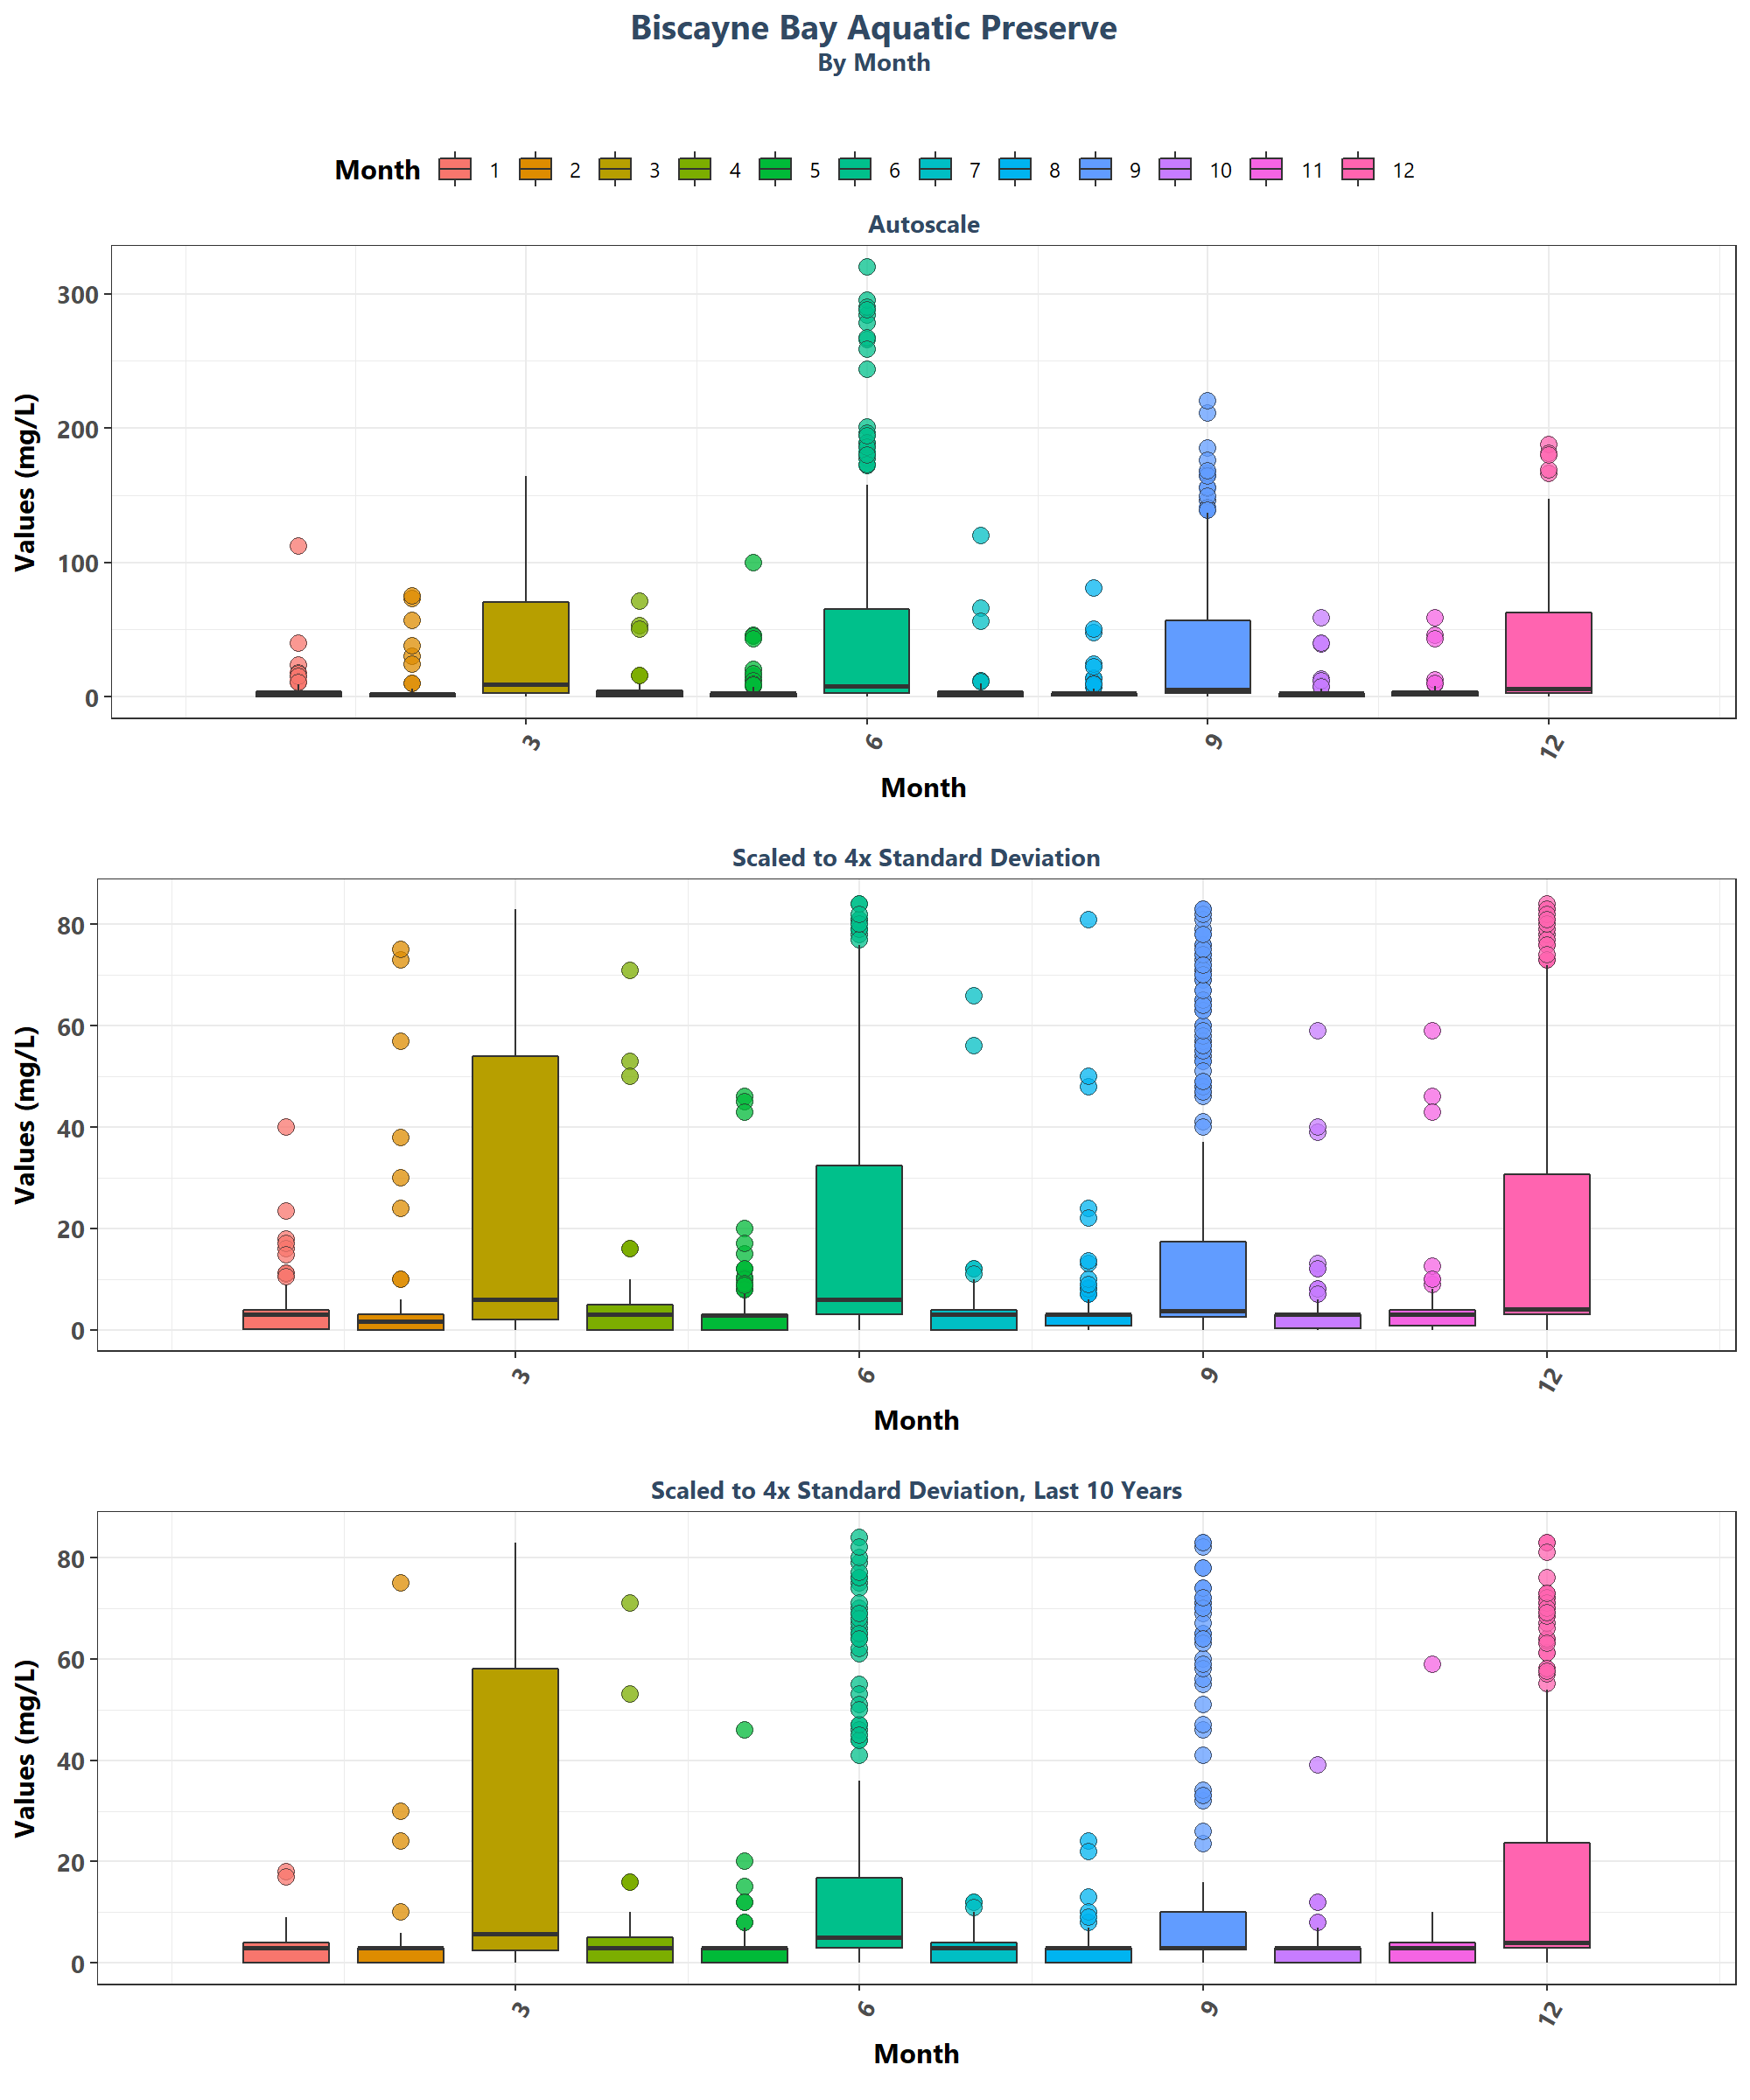 Biscayne Bay Aquatic Preserve
By Month
Month 1 2 3 4 5 6 7 8 9 10 11 12
Autoscale
Values (mg/L)
300
200
100
0
3 6 9 12
Month
Scaled to 4x Standard Deviation
Values (mg/L)
80
60
40
20
0
3 6 9 12
Month
Scaled to 4x Standard Deviation, Last 10 Years
Values (mg/L)
80
60
40
20
0
3 6 9 12
Month